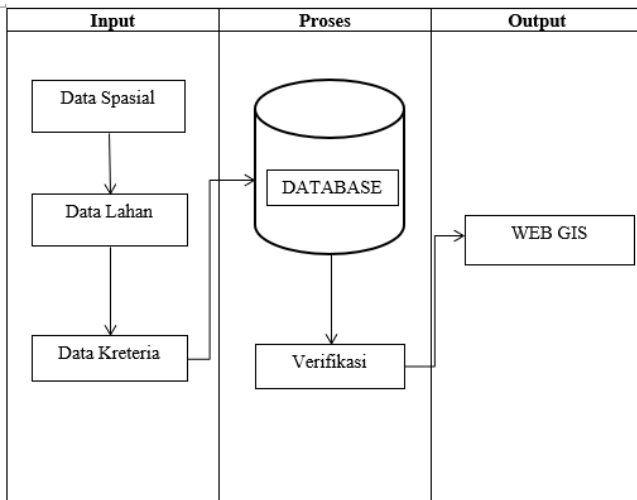 Input
Proses
Output
Data Spasial
Data Lahan
Data Kreteria
DATABASE
Verifikasi
WEB GIS